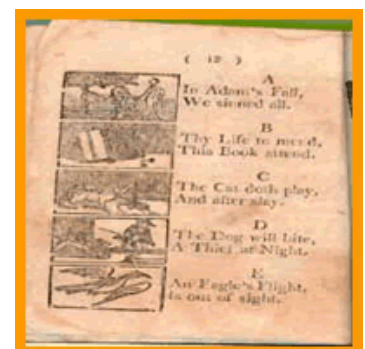 ( 12 )
A
In Adam's Fall,
We sinned all.
B
Thy Life to mend,
This Book attend.
C
The Cat doth play,
And after slay.
D
The Dog will bite,
A Thief at Night.
E
An Eagle's Flight,
Is out of sight.